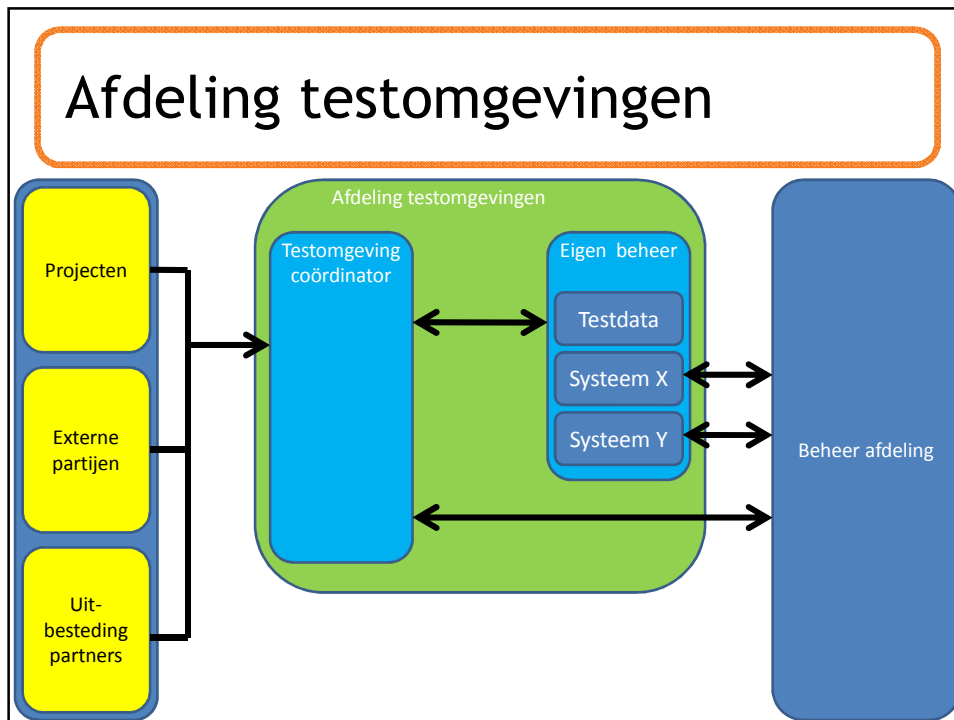 Afdeling testomgevingen
Projecten
Externe
partijen
Uit-
besteding
partners
Afdeling testomgevingen
Testomgeving
coördinator
Eigen beheer
Testdata
Systeem X
Systeem Y
Beheer afdeling